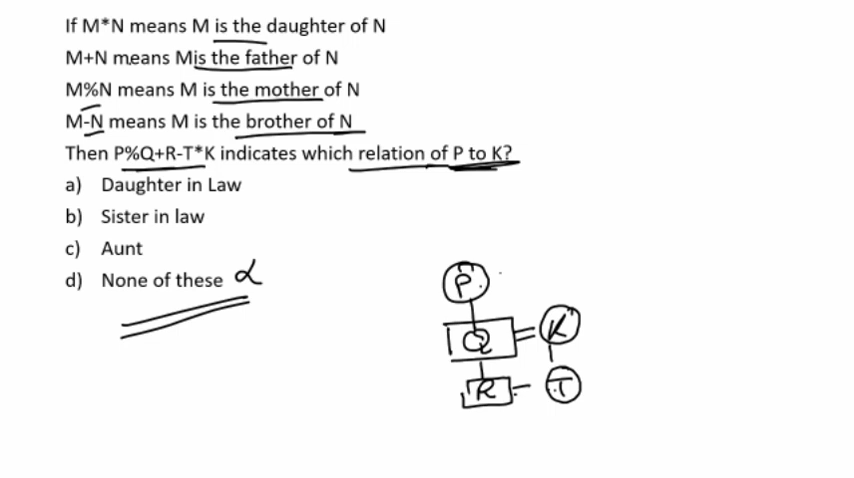 If M*N means M is the daughter of N
M+N means Mis the father of N
M%N means M is the mother of N
M-N means M is the brother of N
Then P%Q+R-T*K indicates which relation of P to K?
a) Daughter in Law
b) Sister in law
c) Aunt
d) None of these
P
Q = K
R - T